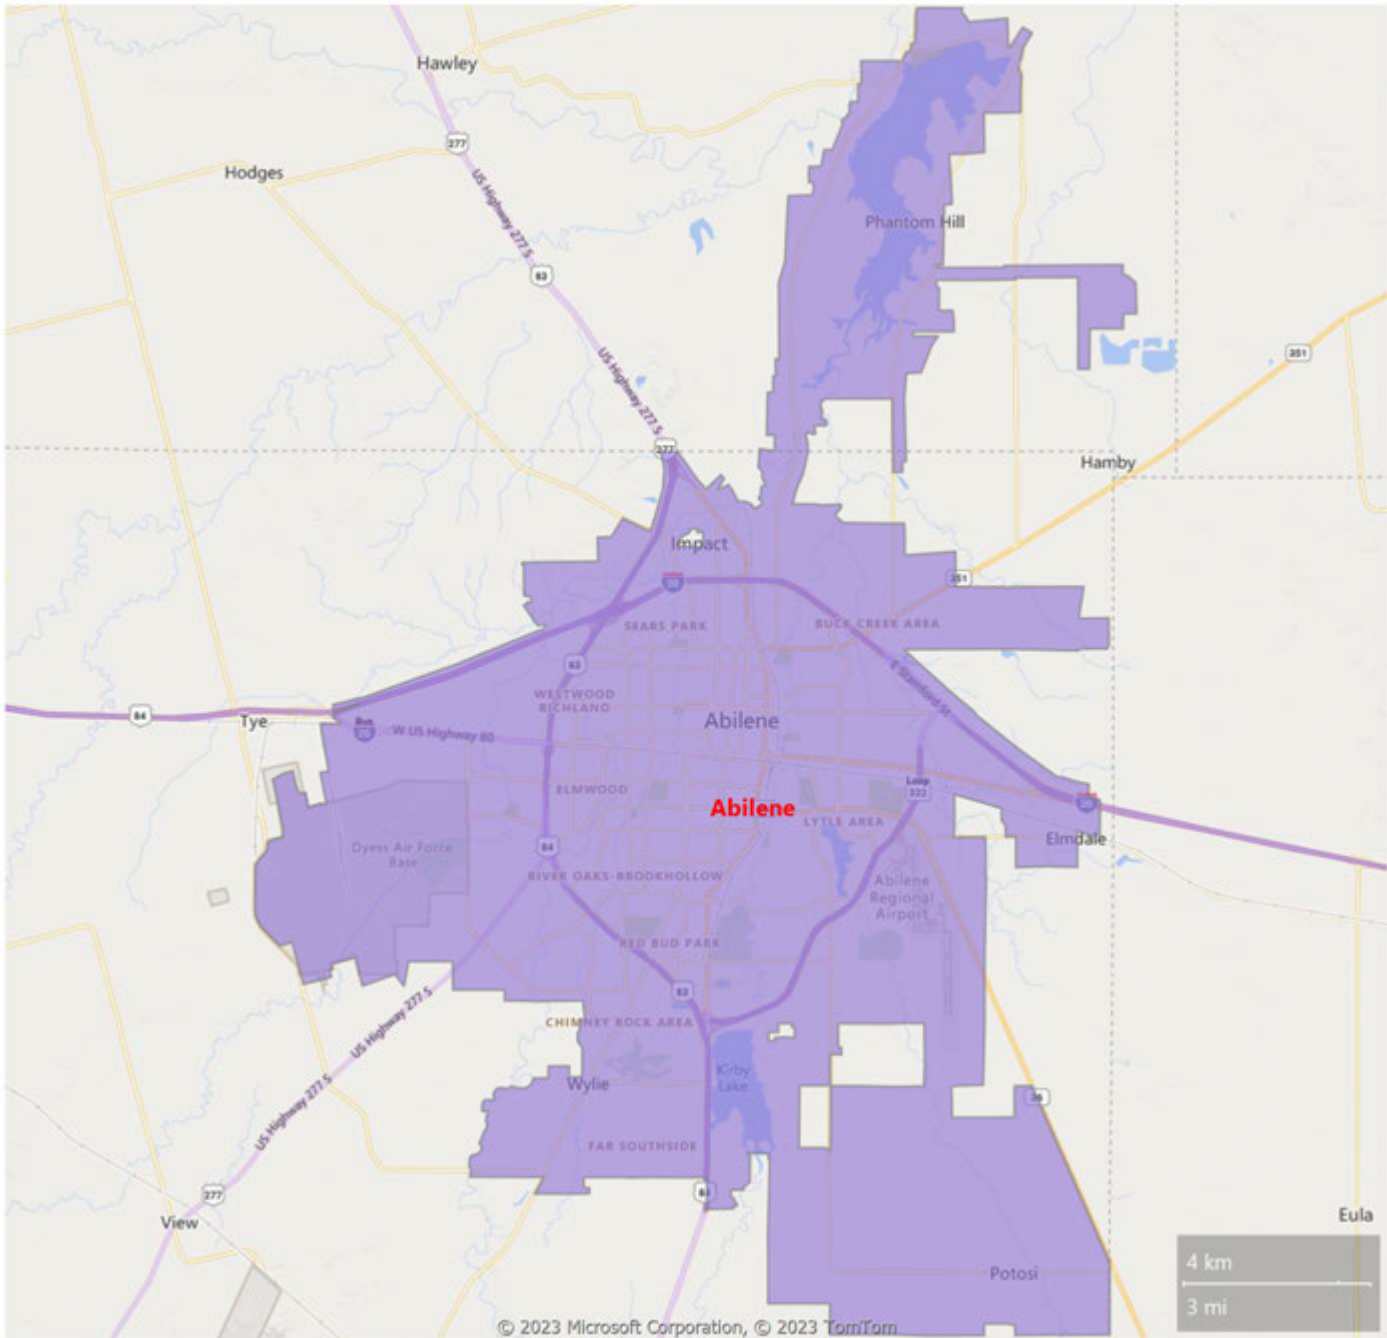 Hawley
277
Hodges
US Highway 277 S
Phantom Hill
83
351
US Highway 277 S
277
Hamby
Impact
20
351
SEARS PARK
BUCK CREEK AREA
83
E Stamford St
WESTWOOD
RICHLAND
84
Tye
Bus
20
W US Highway 80
Abilene
ELMWOOD
Loop
322
Abilene
20
LYTLE AREA
Elmdale
Dyess Air Force
Base
84
RIVER OAKS-BROOKHOLLOW
Abilene
Regional
Airport
RED BUD PARK
83
US Highway 277 S
CHIMNEY ROCK AREA
Kirby
Lake
Wylie
36
US Highway 277 S
FAR SOUTHSIDE
277
84
View
Eula
4 km
Potosi
3 mi
© 2023 Microsoft Corporation, © 2023 TomTom